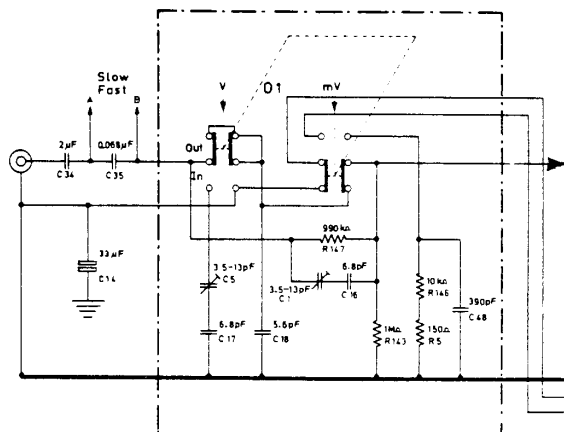 Slow
Fast
A
B
V
O1
mV
Out
In
2µF
C34
0.068µF
C35
33µF
C14
3.5-13pF
C5
6.8pF
C17
5.6pF
C18
990kΩ
R147
3.5-13pF
C1
6.8pF
C16
1MΩ
R143
10kΩ
R146
150Ω
R5
390pF
C48